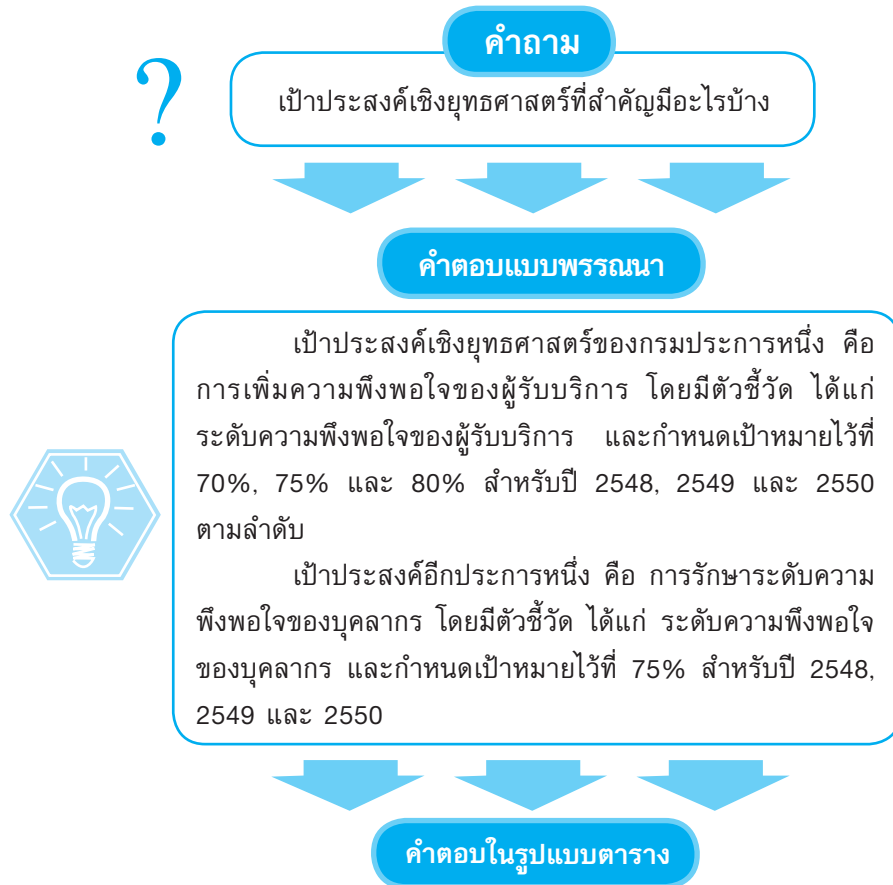 คำถาม
?
เป้าประสงค์เชิงยุทธศาสตร์ที่สำคัญมีอะไรบ้าง
คำตอบแบบพรรณนา
เป้าประสงค์เชิงยุทธศาสตร์ของกรมประการหนึ่ง คือ
การเพิ่มความพึงพอใจของผู้รับบริการ โดยมีตัวชี้วัด ได้แก่
ระดับความพึงพอใจของผู้รับบริการ และกำหนดเป้าหมายไว้ที่
70%, 75% และ 80% สำหรับปี 2548, 2549 และ 2550
ตามลำดับ
เป้าประสงค์อีกประการหนึ่ง คือ การรักษาระดับความ
พึงพอใจของบุคลากร โดยมีตัวชี้วัด ได้แก่ ระดับความพึงพอใจ
ของบุคลากร และกำหนดเป้าหมายไว้ที่ 75% สำหรับปี 2548,
2549 และ 2550
คำตอบในรูปแบบตาราง